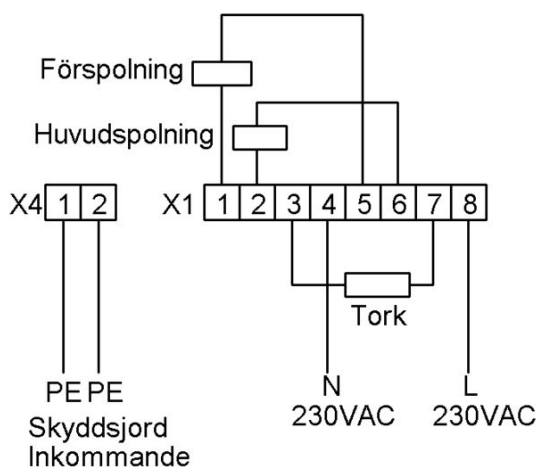 Förspolning
Huvudspolning
X4 1 2
X1 1 2 3 4 5 6 7 8
Tork
PE PE
Skyddsjord
Inkommande
N
230VAC
L
230VAC